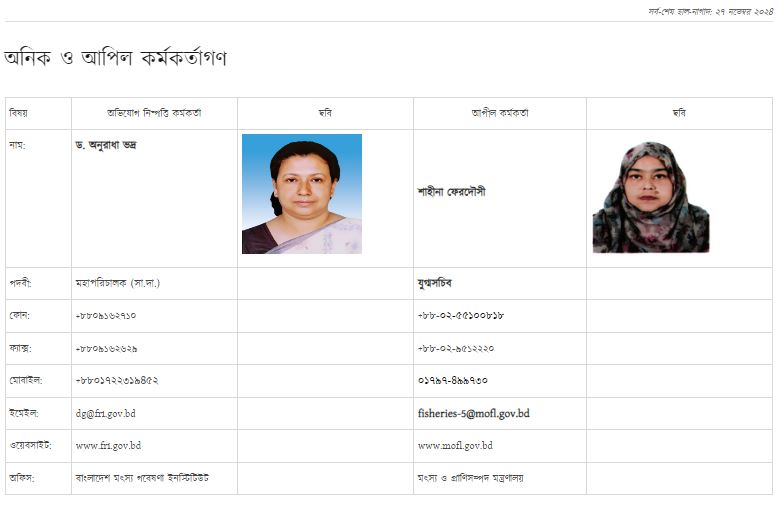 সর্ব-শেষ হাল-নাগাদ: ২৭ নভেম্বর ২০২৪
অনিক ও আপিল কর্মকর্তাগণ
বিষয় অভিযোগ নিষ্পত্তি কর্মকর্তা ছবি আপীল কর্মকর্তা ছবি
নাম: ড. অনুরাধা ভদ্র
শাহীনা ফেরদৌসী
পদবী: মহাপরিচালক (সা.দা.) যুগ্মসচিব
ফোন: +৮৮০৯১৬২৭১০ +৮৮-০২-৫৫১০০৮১৮
ফ্যাক্স: +৮৮০৯১৬২৬২৯ +৮৮-০২-৯৫১২২২০
মোবাইল: +৮৮০১৭২২৩১৯৪৫২ ০১৭৯৭-৪৯৯৭৩০
ইমেইল: dg@fri.gov.bd fisheries-5@mofl.gov.bd
ওয়েবসাইট: www.fri.gov.bd www.mofl.gov.bd
অফিস: বাংলাদেশ মৎস্য গবেষণা ইনস্টিটিউট মৎস্য ও প্রাণিসম্পদ মন্ত্রণালয়